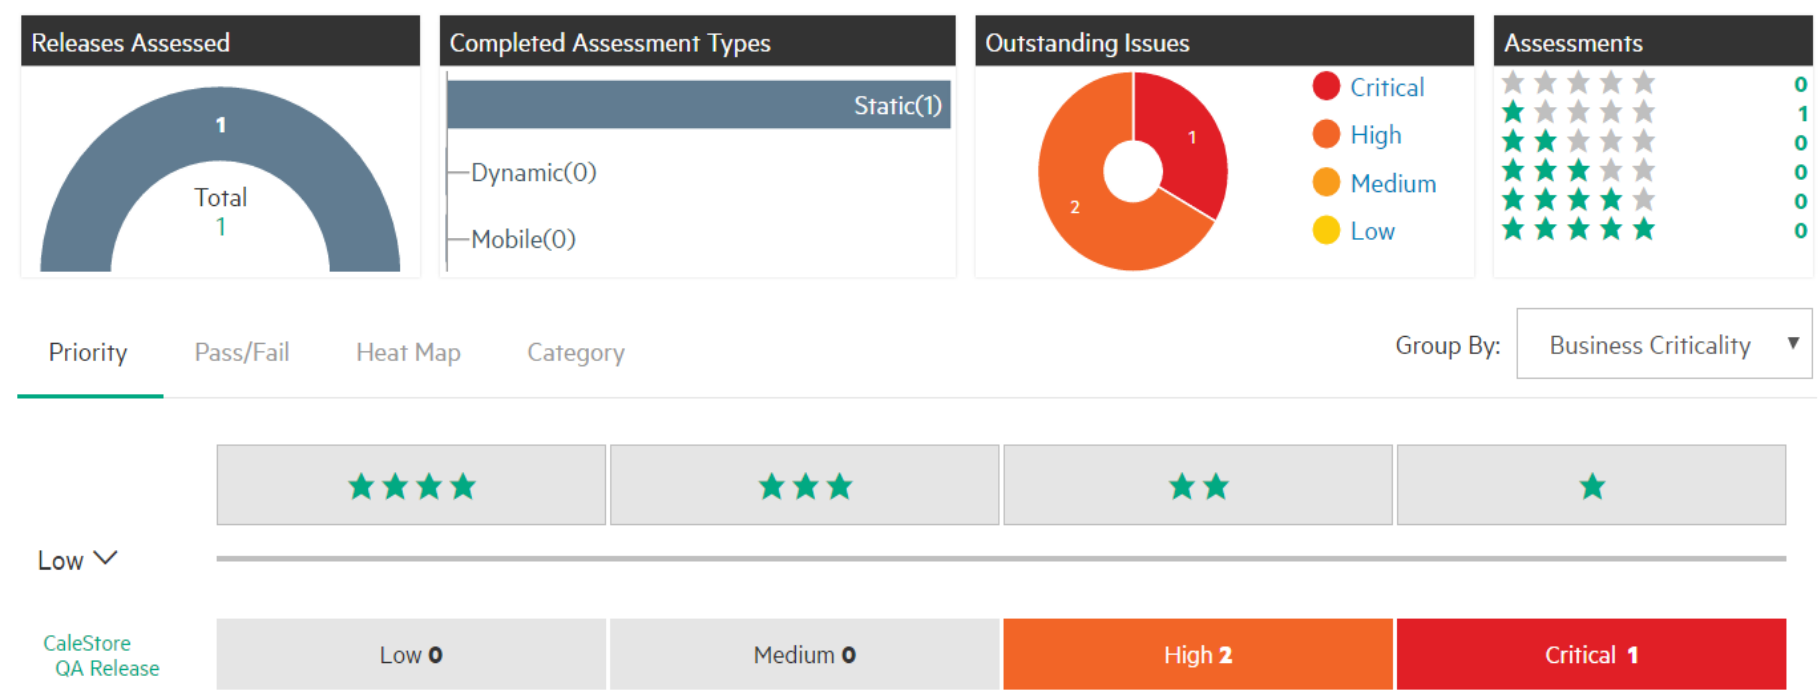 Releases Assessed
1
Total
1
Completed Assessment Types
Static(1)
Dynamic(0)
Mobile(0)
Outstanding Issues
1
2
Critical
High
Medium
Low
Assessments
0
1
0
0
0
0
Priority Pass/Fail Heat Map Category
Group By: Business Criticality
Low
CaleStore
QA Release
Low 0 Medium 0 High 2 Critical 1